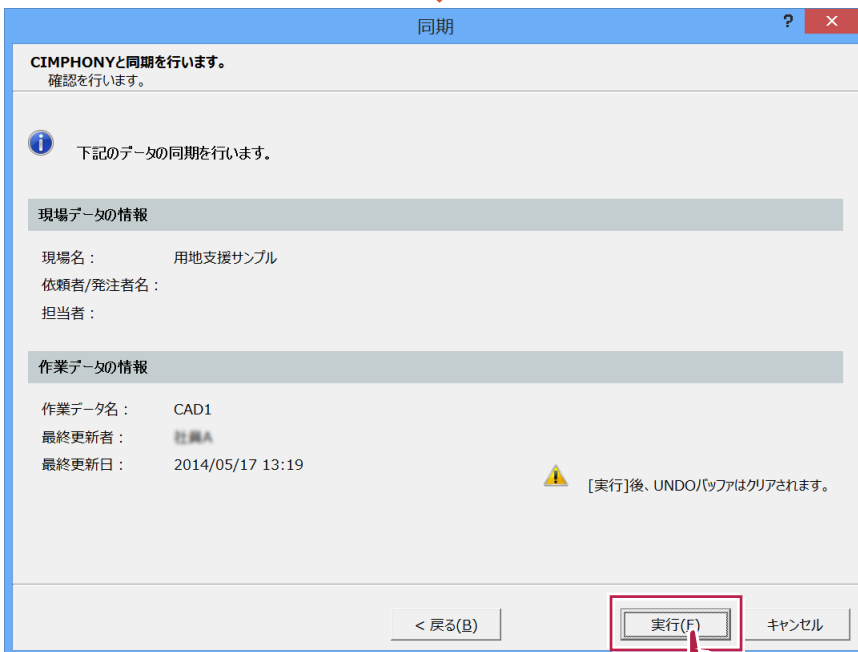 同期
?
CIMPHONYと同期を行います。
確認を行います。
下記のデータの同期を行います。
現場データの情報
現場名： 用地支援サンプル
依頼者/発注者名：
担当者：
作業データの情報
作業データ名： CAD1
最終更新者：
最終更新日： 2014/05/17 13:19
[実行]後、UNDOバッファはクリアされます。
< 戻る(B)
実行(F)
キャンセル